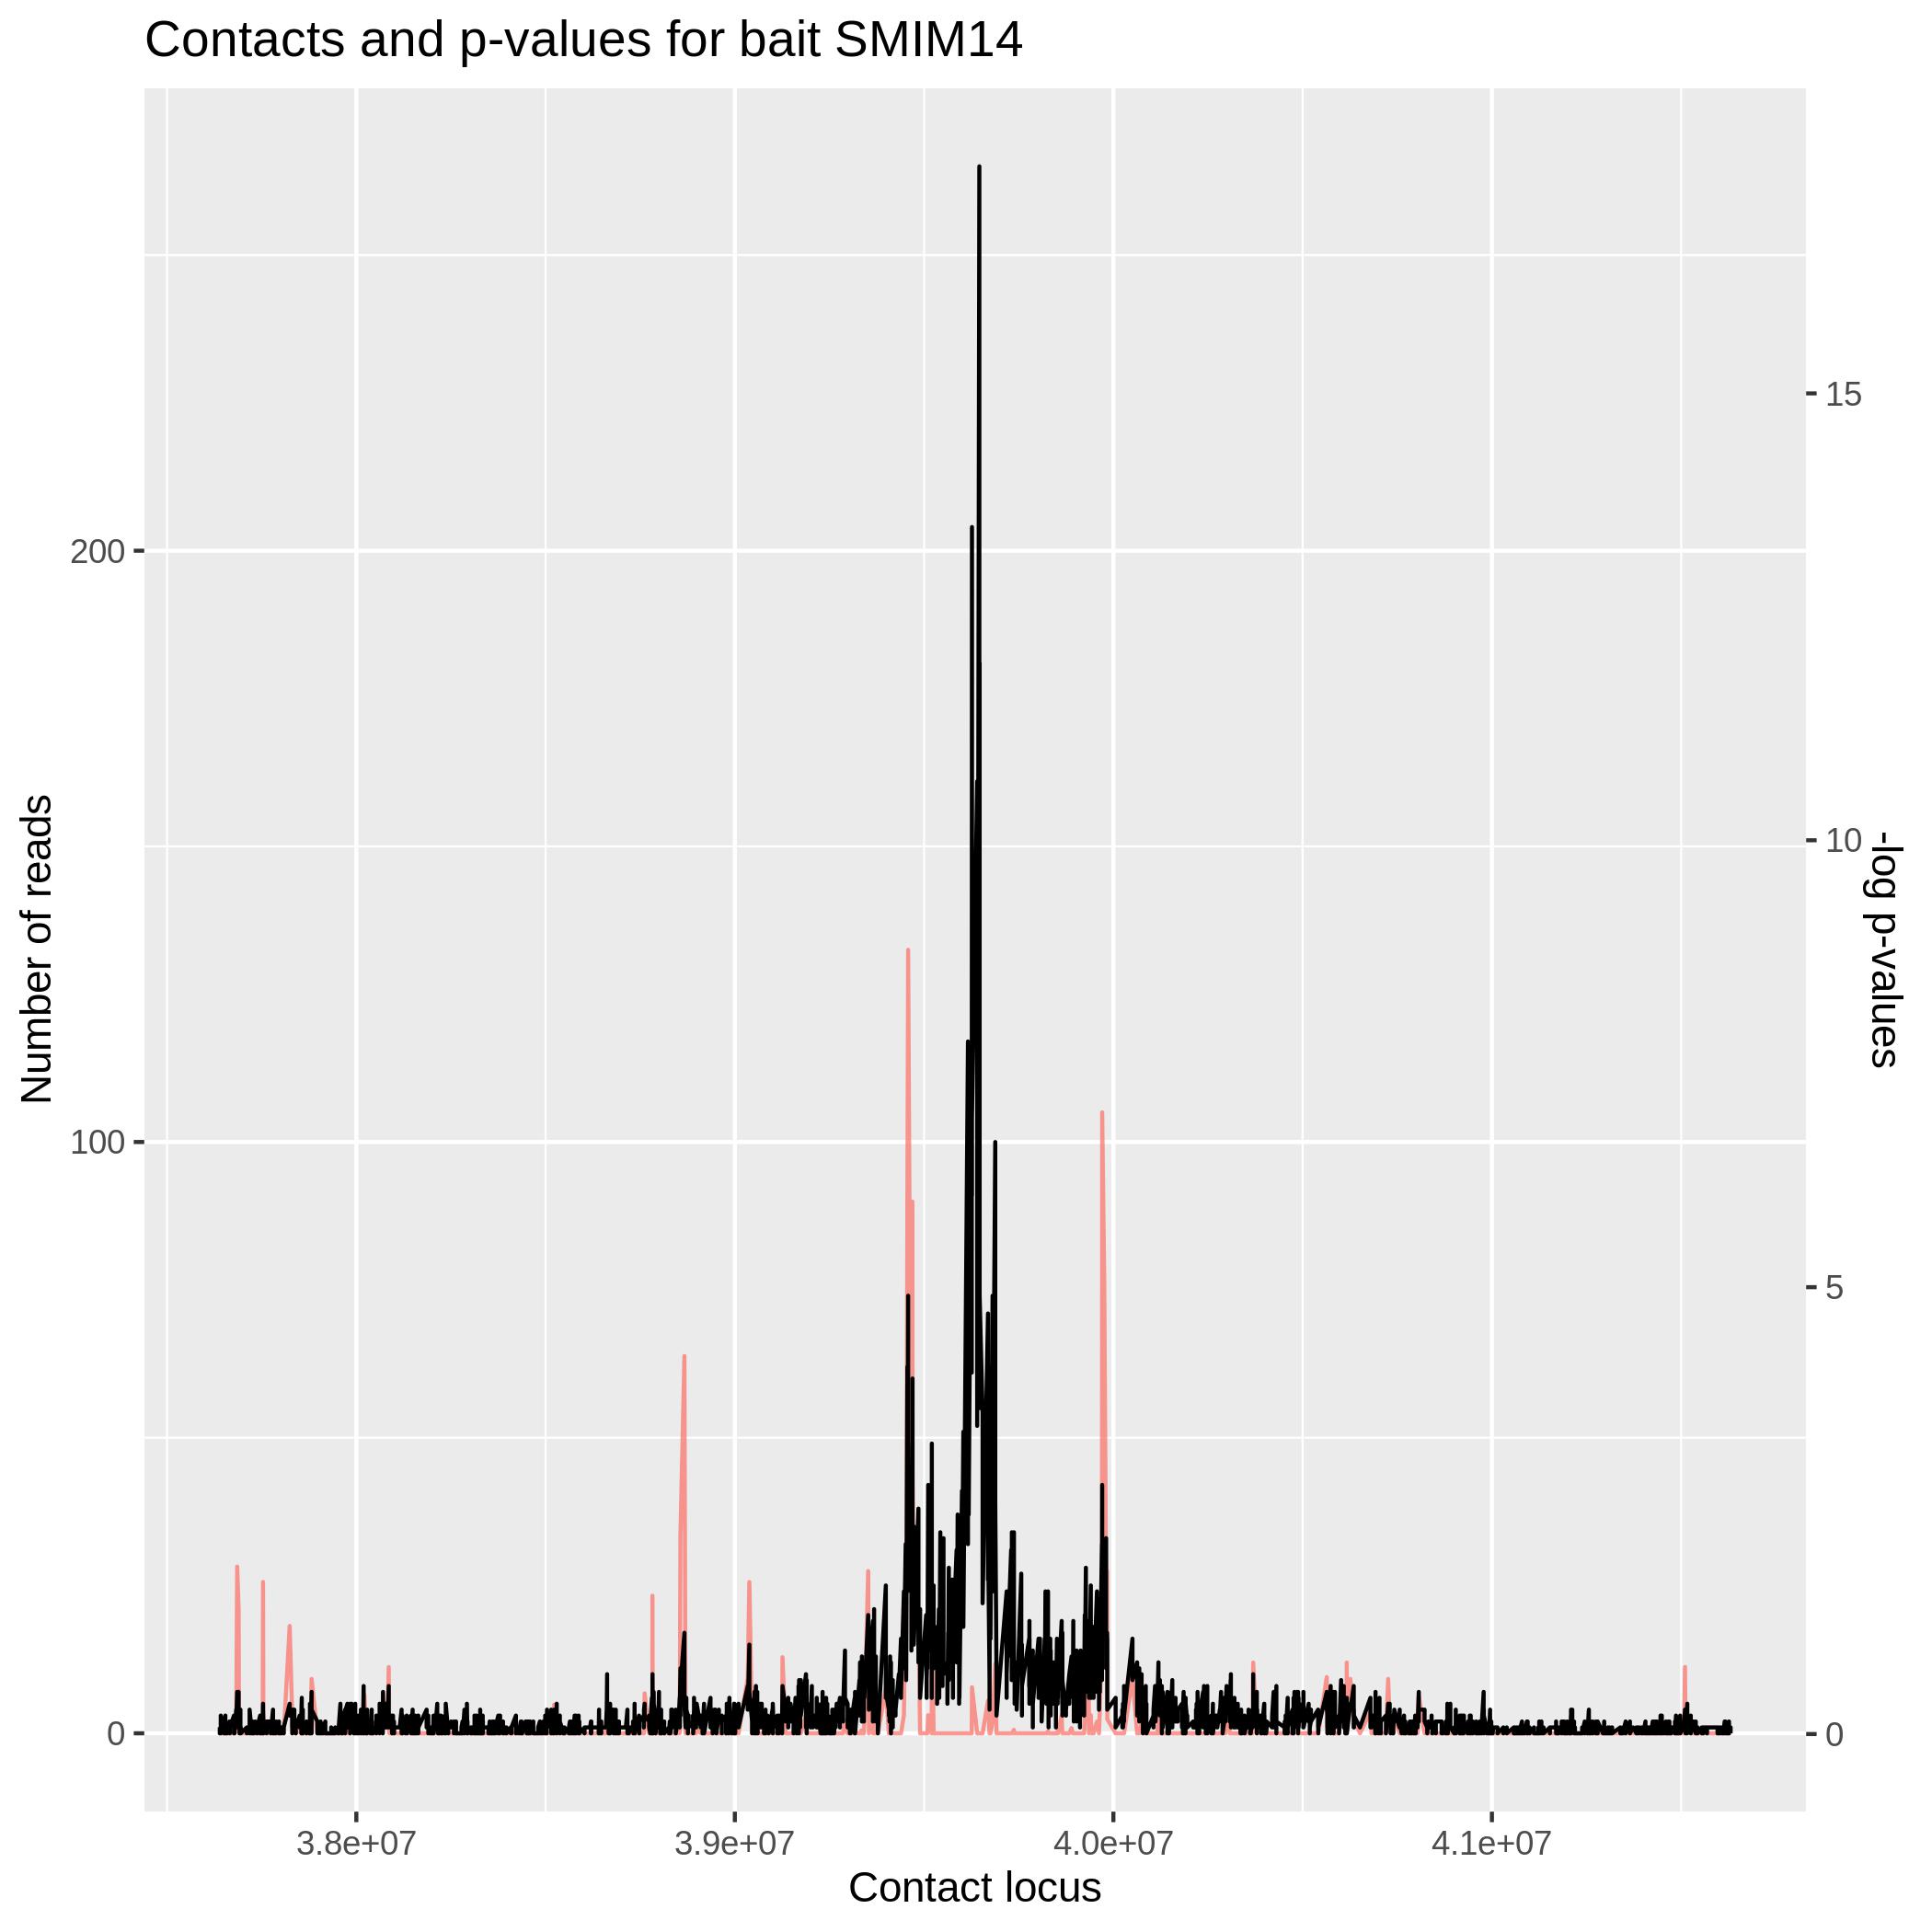 Contacts and p-values for bait SMIM14
Number of reads
200
100
0
15
10
5
0
-log p-values
3.8e+07
3.9e+07
4.0e+07
4.1e+07
Contact locus